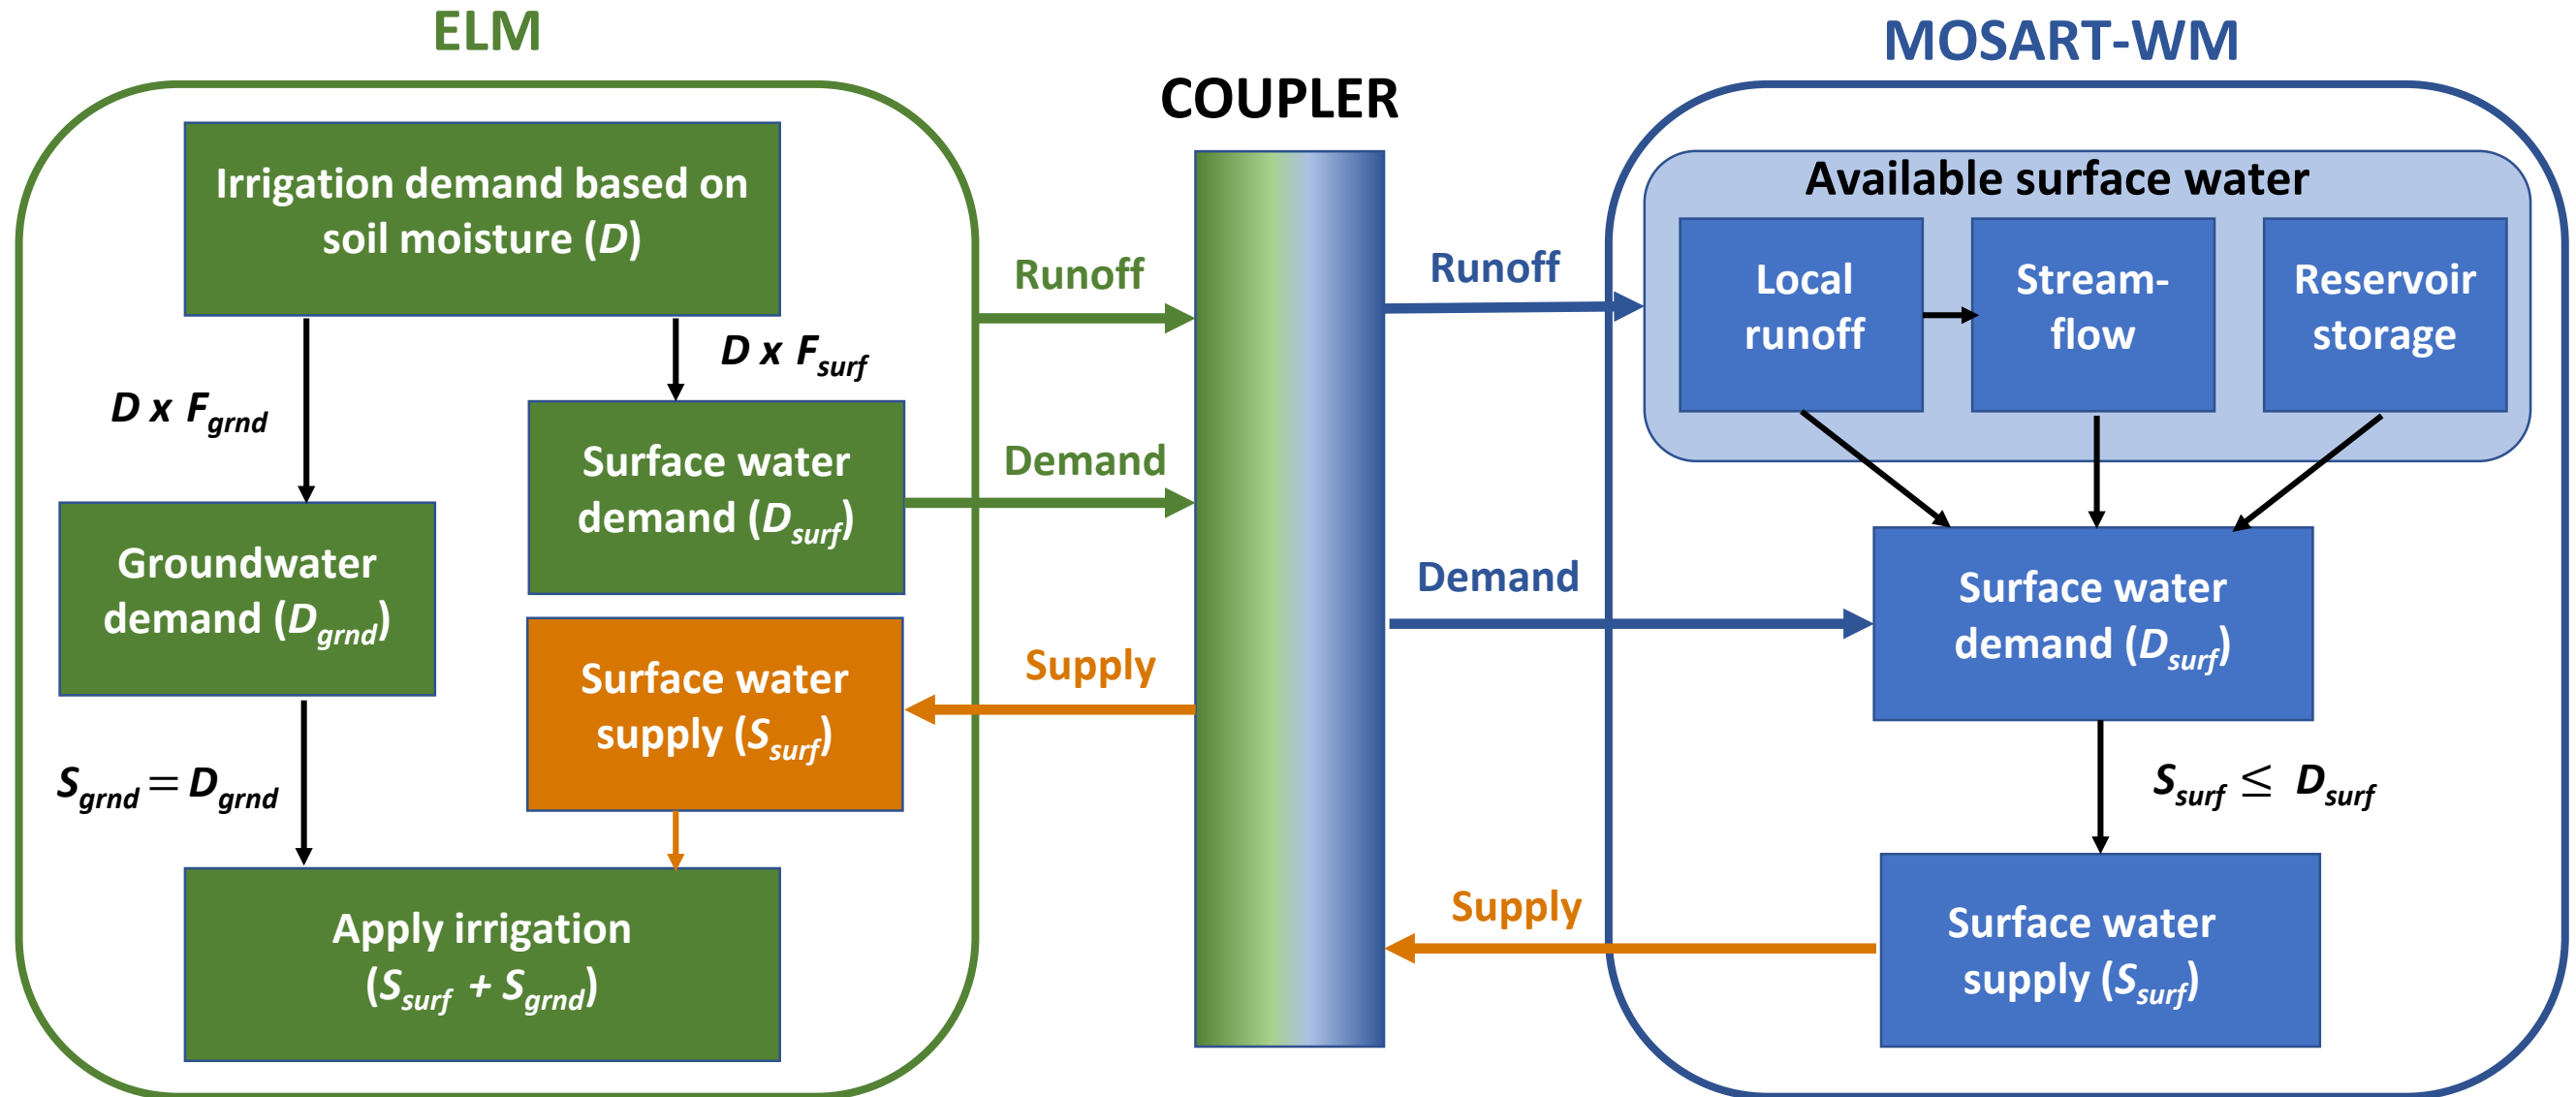 ELM
Irrigation demand based on
soil moisture (D)
D x F_surf
D x F_grnd
Surface water
demand (D_surf)
Groundwater
demand (D_grnd)
Surface water
supply (S_surf)
S_grnd = D_grnd
Apply irrigation
(S_surf + S_grnd)
Runoff
Demand
Supply
COUPLER
Runoff
Demand
Supply
MOSART-WM
Available surface water
Local
runoff
Stream-
flow
Reservoir
storage
Surface water
demand (D_surf)
S_surf ≤ D_surf
Surface water
supply (S_surf)